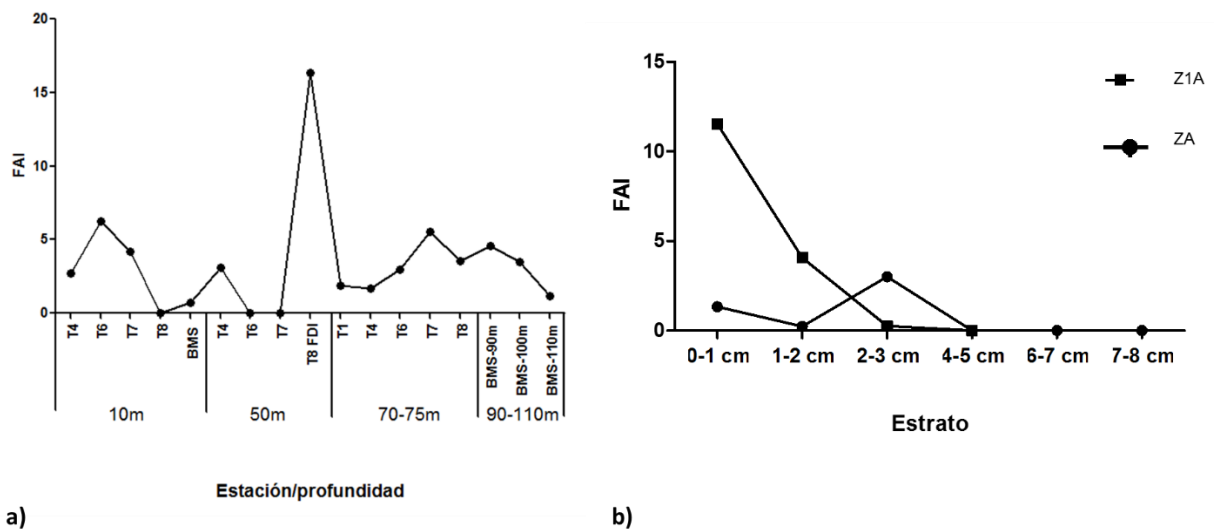 20
15
10
5
0
FAI
T4
T6
T7
T8
BMS
T4
T6
T7
T8 FDI
T1
T4
T6
T7
T8
BMS-90m
BMS-100m
BMS-110m
10m
50m
70-75m
90-110m
Estación/profundidad
a)
15
10
5
0
FAI
Z1A
ZA
0-1 cm
1-2 cm
2-3 cm
4-5 cm
6-7 cm
7-8 cm
Estrato
b)